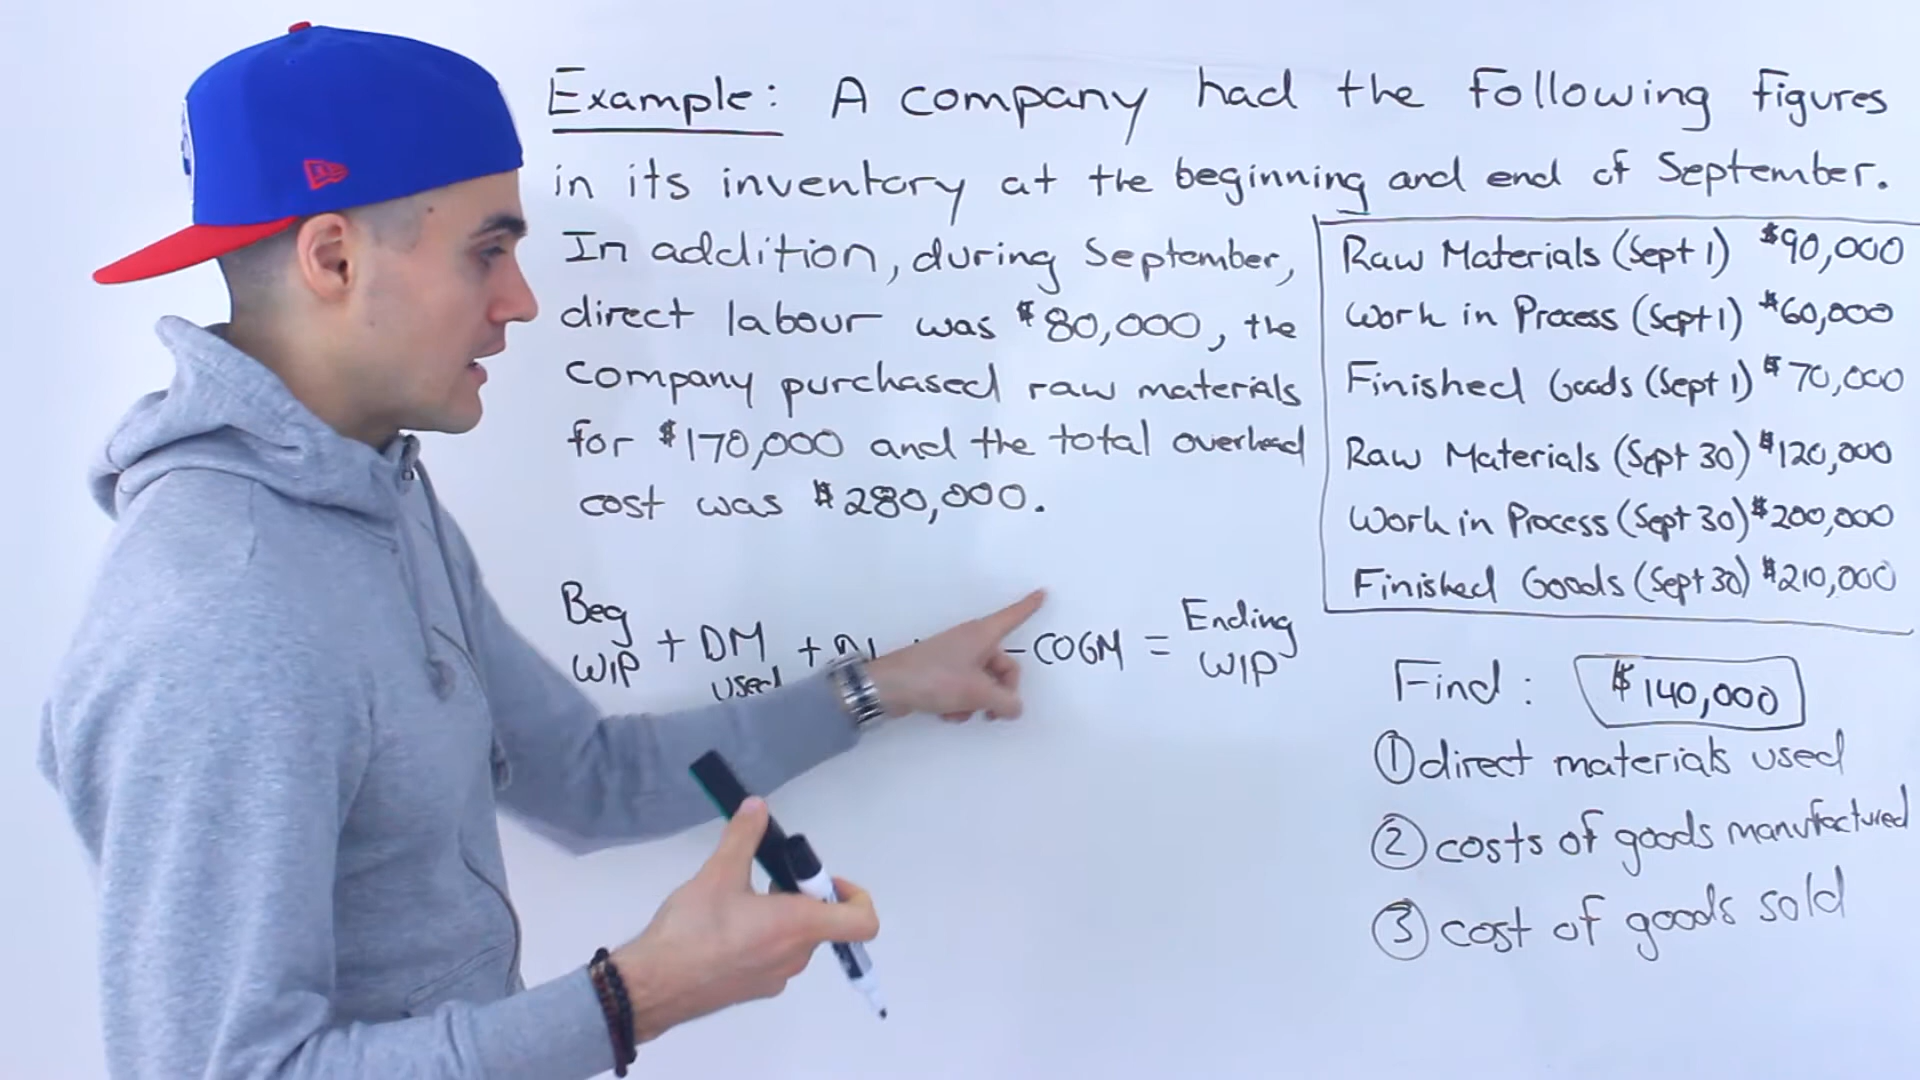 Example: A company had the following figures
in its inventory at the beginning and end of September.
In addition, during September,
direct labour was $80,000, the
company purchased raw materials
for $170,000 and the total overhead
cost was $280,000.
Raw Materials (Sept 1) $90,000
Work in Process (Sept 1) $60,000
Finished Goods (Sept 1) $70,000
Raw Materials (Sept 30) $120,000
Work in Process (Sept 30) $200,000
Finished Goods (Sept 30) $210,000
Beg WIP + DM used + - COGM = Ending WIP
Find: $140,000
① direct materials used
② costs of goods manufactured
③ cost of goods sold